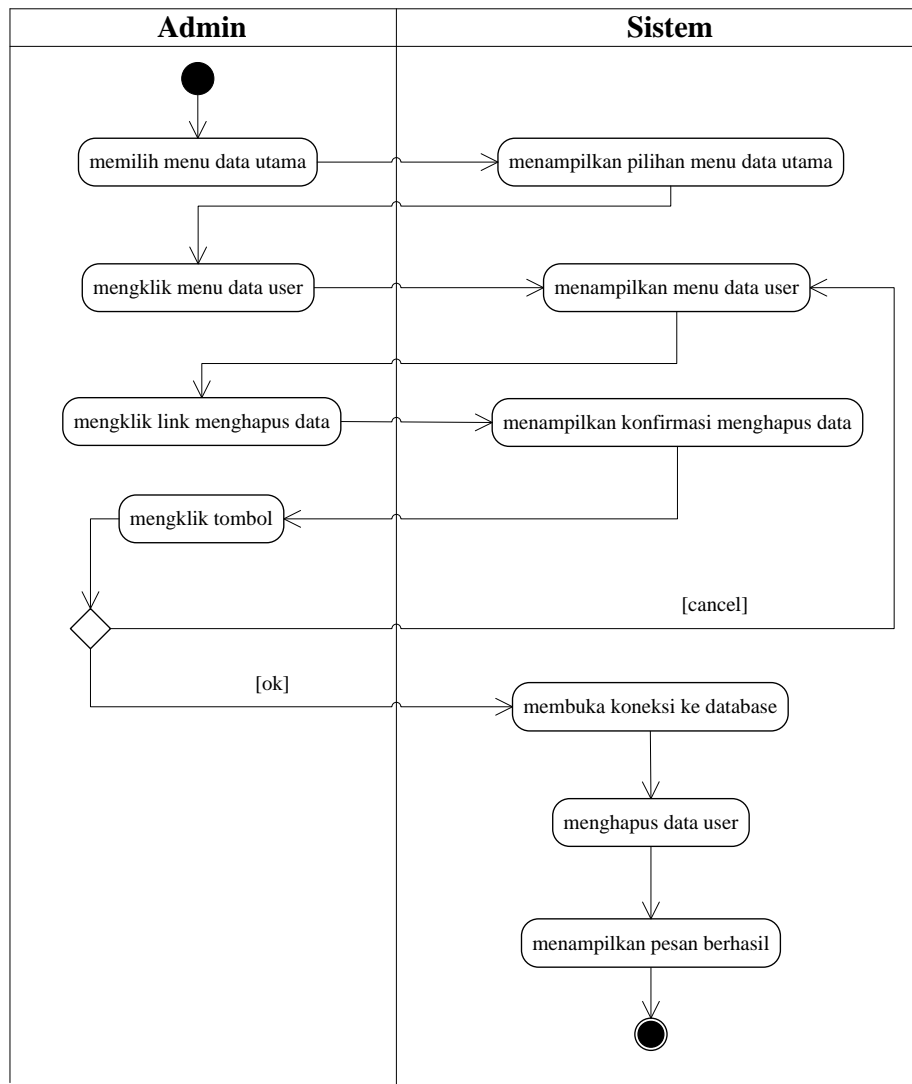 Admin
Sistem
memilih menu data utama
menampilkan pilihan menu data utama
mengklik menu data user
menampilkan menu data user
mengklik link menghapus data
menampilkan konfirmasi menghapus data
mengklik tombol
[cancel]
[ok]
membuka koneksi ke database
menghapus data user
menampilkan pesan berhasil